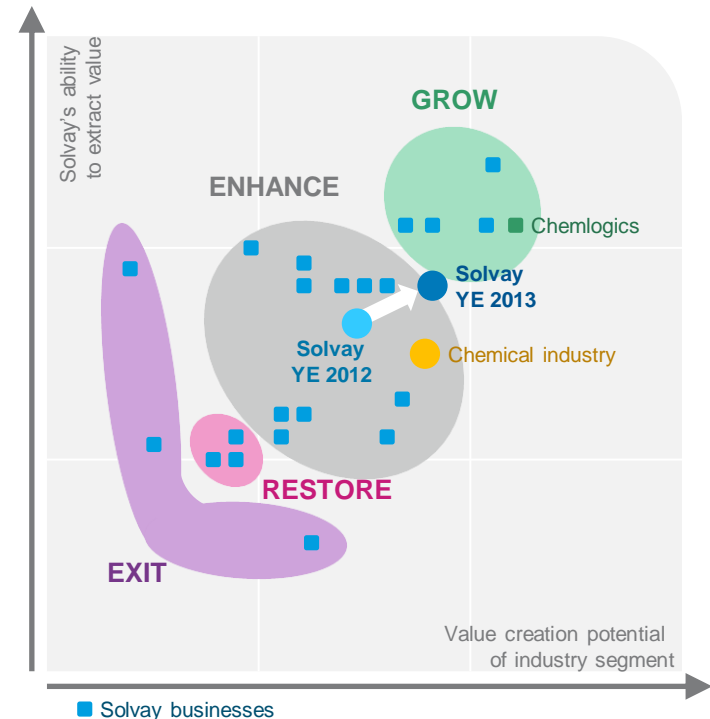 Solvay's ability
to extract value
GROW
ENHANCE
Chemlogics
Solvay
YE 2013
Solvay
YE 2012
Chemical industry
RESTORE
EXIT
Value creation potential
of industry segment
Solvay businesses